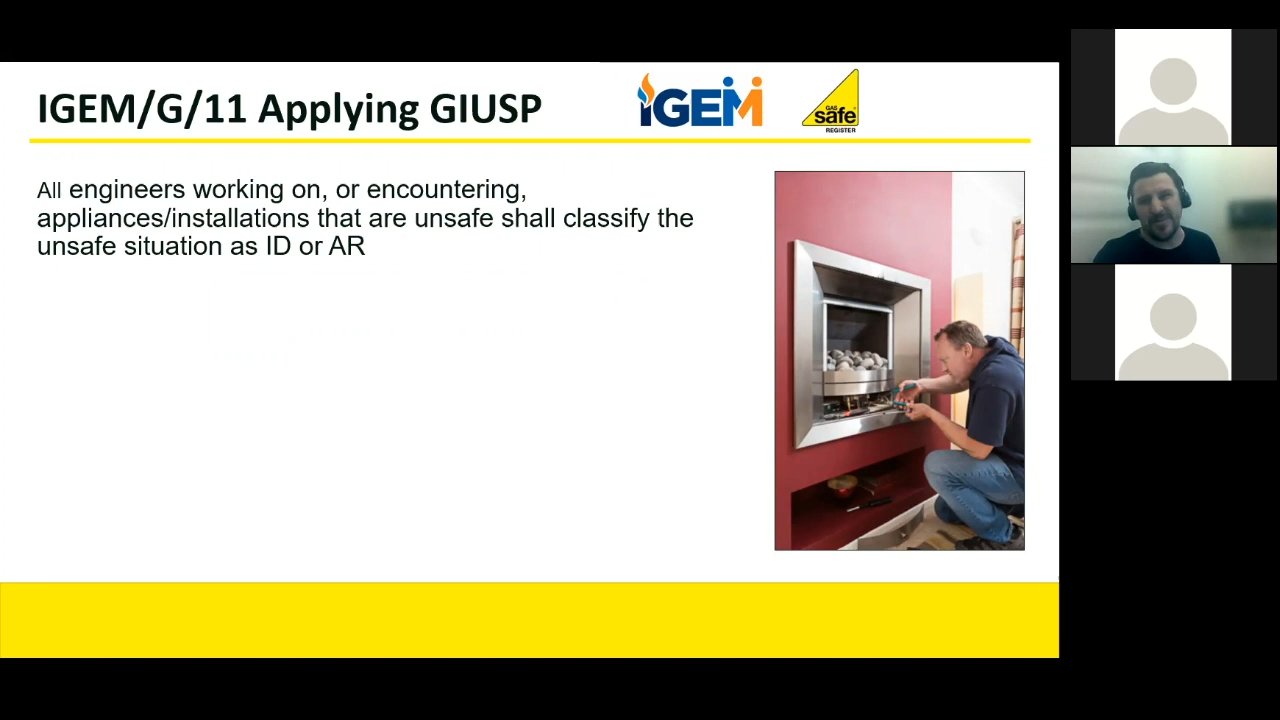 IGEM/G/11 Applying GIUSP
IGEM
GAS
safe
REGISTER
All engineers working on, or encountering,
appliances/installations that are unsafe shall classify the
unsafe situation as ID or AR